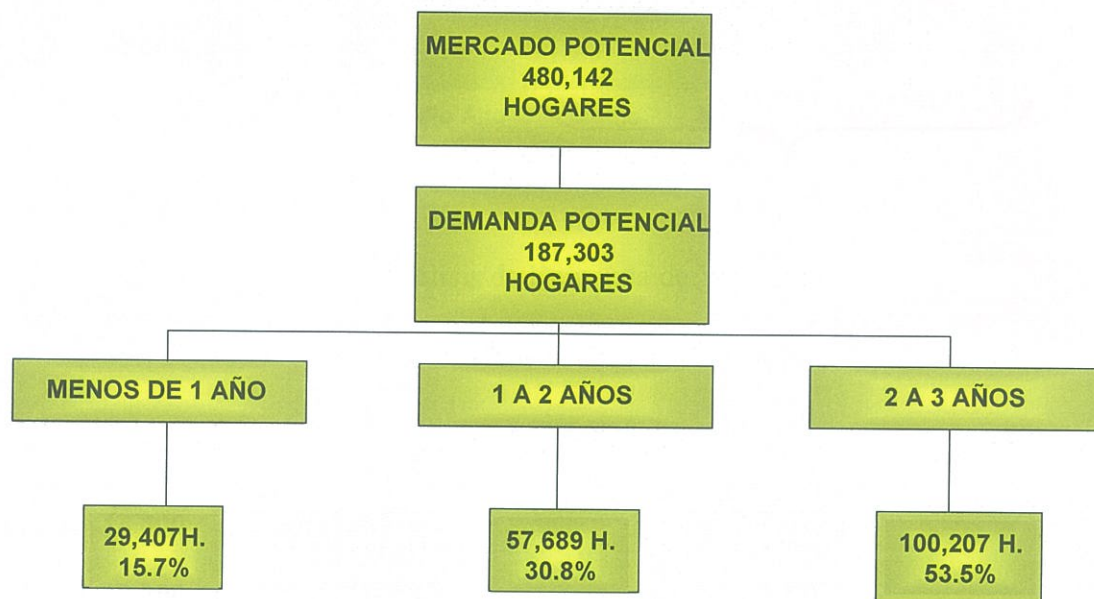 MERCADO POTENCIAL
480,142
HOGARES
DEMANDA POTENCIAL
187,303
HOGARES
MENOS DE 1 AÑO
1 A 2 AÑOS
2 A 3 AÑOS
29,407H.
15.7%
57,689 H.
30.8%
100,207 H.
53.5%